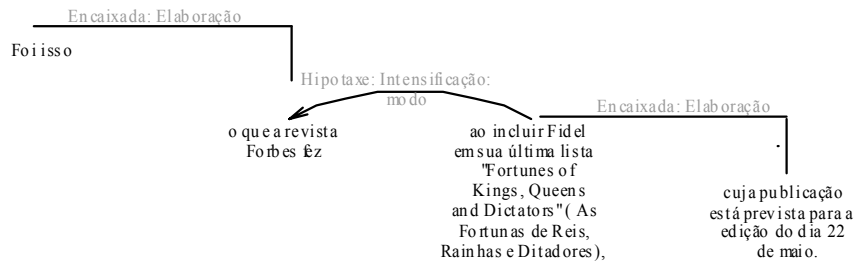 Encaixada: Elaboração
Foi isso
Hipotaxe: Intensificação:
modo
Encaixada: Elaboração
o que a revista
Forbes fez
ao incluir Fidel
em sua última lista
"Fortunes of
Kings, Queens
and Dictators" ( As
Fortunas de Reis,
Rainhas e Ditadores),
cuja publicação
está prevista para a
edição do dia 22
de maio.